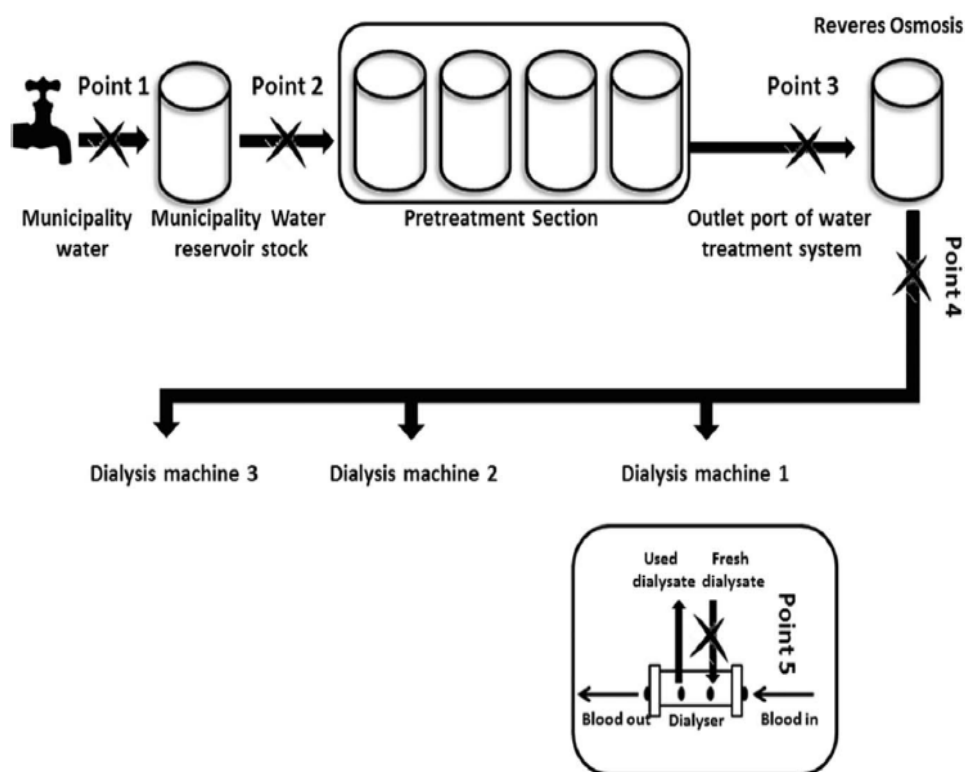 Reveres Osmosis
Point 1
Point 2
Point 3
Municipality
water
Municipality Water
reservoir stock
Pretreatment Section
Outlet port of water
treatment system
Point 4
Dialysis machine 3
Dialysis machine 2
Dialysis machine 1
Used
dialysate
Fresh
dialysate
Point 5
Blood out
Dialyser
Blood in